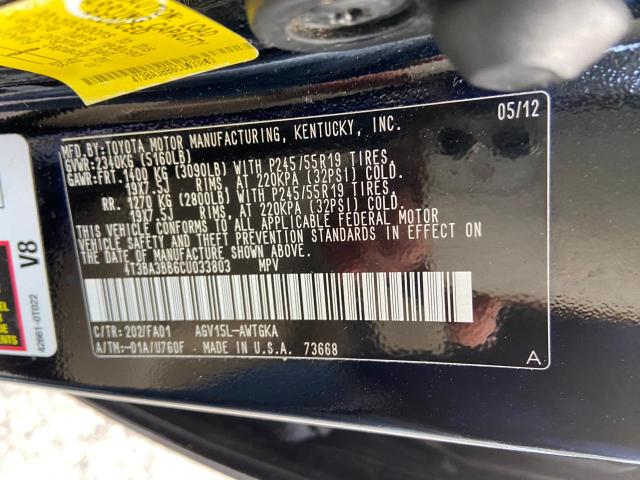 4T3BA3BB6CU033803
05/12
MFD.BY:TOYOTA MOTOR MANUFACTURING, KENTUCKY, INC.
GVWR:2340KG (5160LB)
GAWR:FRT.1400 KG (3090LB) WITH P245/55R19 TIRES,
19X7.5J RIMS, AT 220KPA (32PSI) COLD.
RR. 1270 KG (2800LB) WITH P245/55R19 TIRES,
19X7.5J RIMS, AT 220KPA (32PSI) COLD.
THIS VEHICLE CONFORMS TO ALL APPLICABLE FEDERAL MOTOR
VEHICLE SAFETY AND THEFT PREVENTION STANDARDS IN EFFECT ON
THE DATE OF MANUFACTURE SHOWN ABOVE.
4T3BA3BB6CU033803 MPV
C/TR:202/FA01 AGV15L-AWTGKA
A/TM:-01A/U760F MADE IN U.S.A. 73668
A
V8
42661-0T022